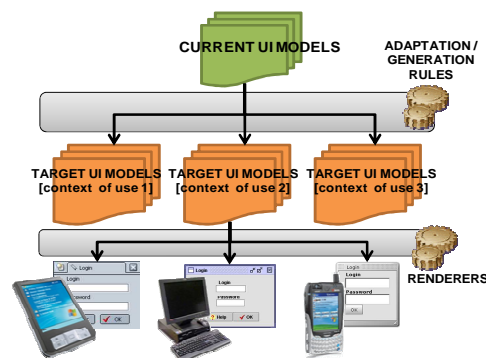 CURRENT UI MODELS
ADAPTATION /
GENERATION
RULES
TARGET UI MODELS
[context of use 1]
TARGET UI MODELS
[context of use 2]
TARGET UI MODELS
[context of use 3]
RENDERERS
Login
Login
OK
Login
Login
Password
? Help
OK
Login
Login
Password
OK